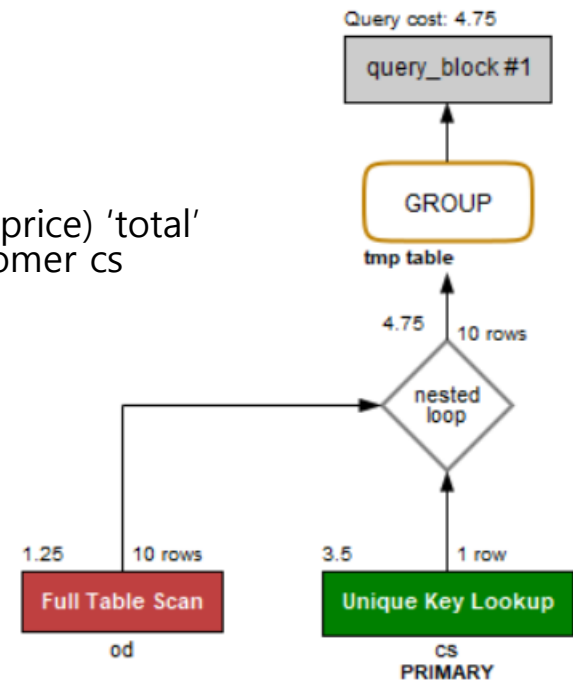 Query cost: 4.75
query_block #1
GROUP
price) ‘total’
omer cs
tmp table
4.75
10 rows
nested
loop
1.25
10 rows
3.5
1 row
Full Table Scan
Unique Key Lookup
od
cs
PRIMARY